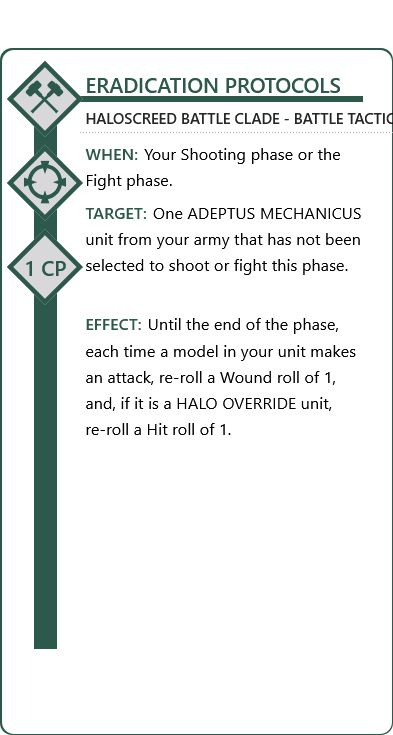 ERADICATION PROTOCOLS
HALOSCREED BATTLE CLADE - BATTLE TACTIC
WHEN: Your Shooting phase or the
Fight phase.
TARGET: One ADEPTUS MECHANICUS
unit from your army that has not been
1 CP selected to shoot or fight this phase.
EFFECT: Until the end of the phase,
each time a model in your unit makes
an attack, re-roll a Wound roll of 1,
and, if it is a HALO OVERRIDE unit,
re-roll a Hit roll of 1.